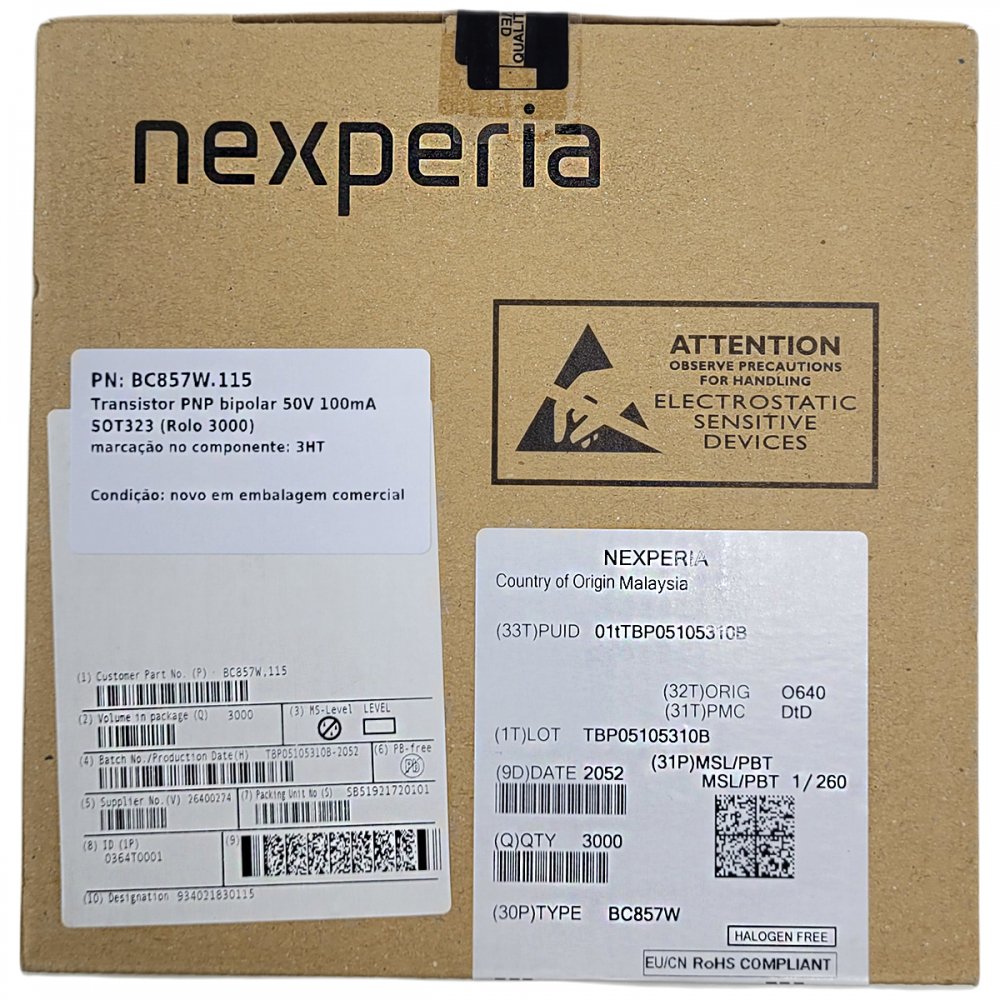 QUALIT
TED
nexperia
ATTENTION
OBSERVE PRECAUTIONS
FOR HANDLING
ELECTROSTATIC
SENSITIVE
DEVICES
PN: BC857W.115
Transistor PNP bipolar 50V 100mA
SOT323 (Rolo 3000)
marcação no componente: 3HT
Condição: novo em embalagem comercial
(1) Customer Part No. (P) - BC857W,115
(2) Volume in package (Q) 3000
(3) MS-Level LEVEL
(4) Batch No./Production Date(H) TBP05105310B-2052
(6) PB-free
Pb
(5) Supplier No.(V) 26400274
(7) Packing Unit No (S) SB51921720101
(8) ID (1P)
0364T0001
(9)
(10) Designation 934021830115
NEXPERIA
Country of Origin Malaysia
(33T)PUID 01tTBP05105310B
(32T)ORIG O640
(31T)PMC DtD
(1T)LOT TBP05105310B
(31P)MSL/PBT
(9D)DATE 2052
MSL/PBT 1/260
(Q)QTY 3000
(30P)TYPE BC857W
HALOGEN FREE
EU/CN RoHS COMPLIANT